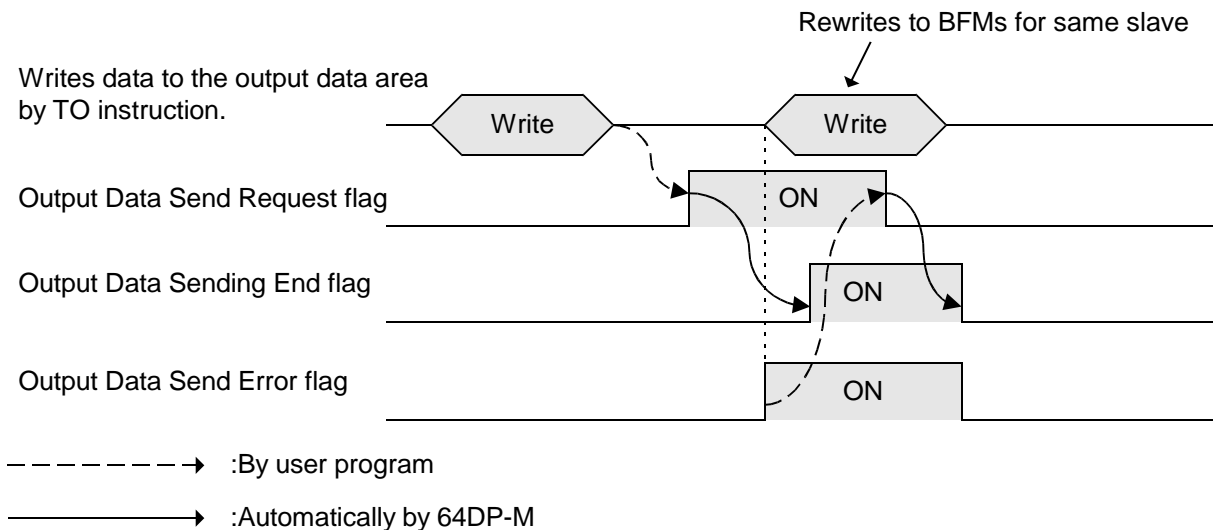 Rewrites to BFMs for same slave
Writes data to the output data area
by TO instruction.
Write
Write
Output Data Send Request flag
ON
Output Data Sending End flag
ON
Output Data Send Error flag
ON
:By user program
:Automatically by 64DP-M